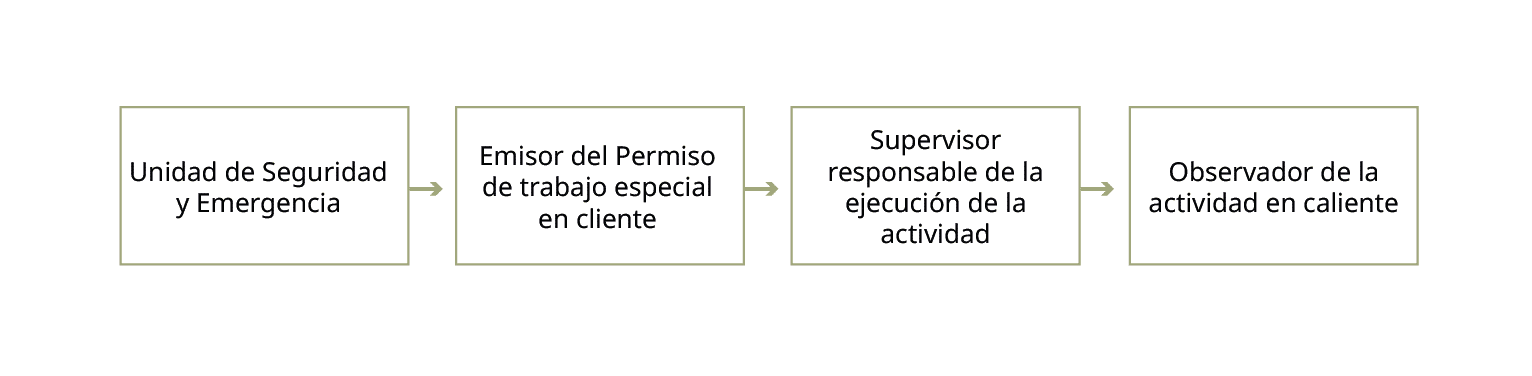 Unidad de Seguridad
y Emergencia
Emisor del Permiso
de trabajo especial
en cliente
Supervisor
responsable de la
ejecución de la
actividad
Observador de la
actividad en caliente